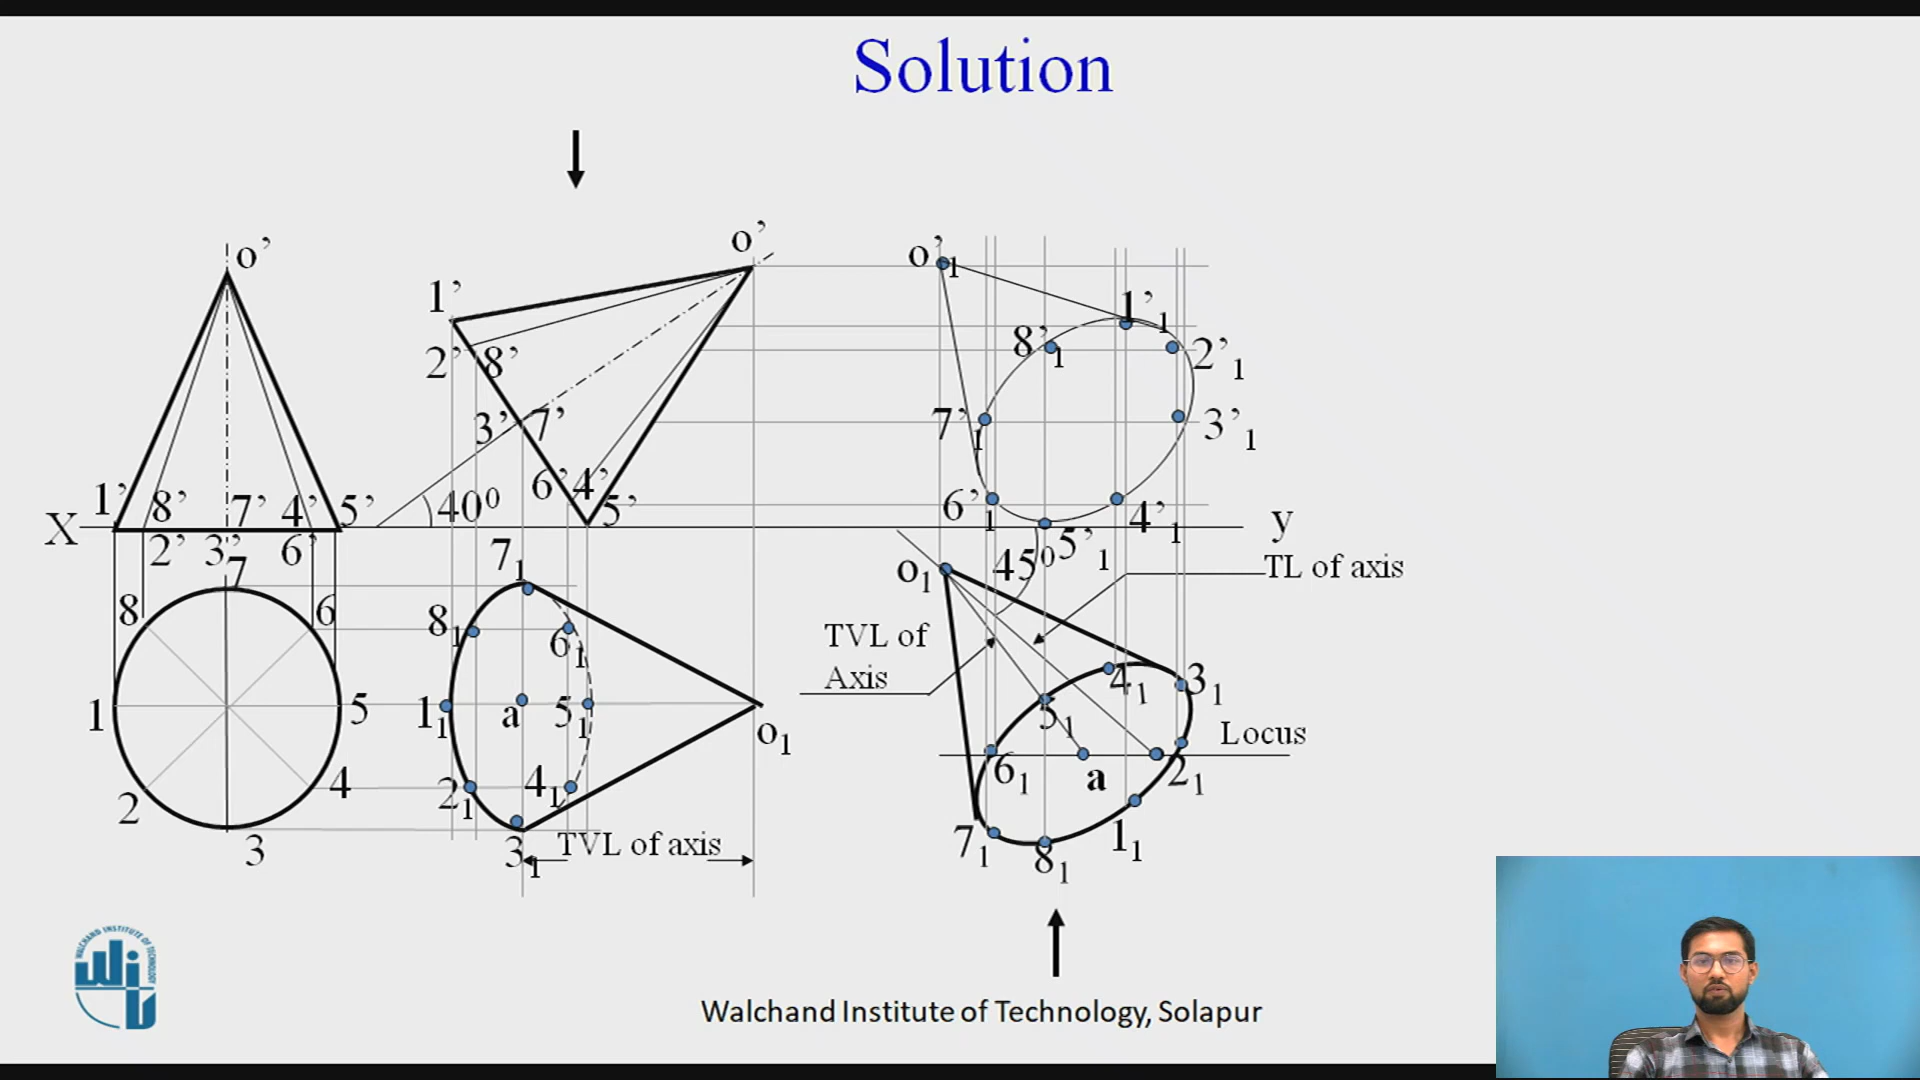 Solution
o’
1’ 8’ 7’ 4’ 5’
X
2’ 3’ 6’
7
8 6
1 5
2 4
3
o’
1’
2’ 8’
3’ 7’
6’ 4’ 5’
40⁰
7₁
8₁ 6₁
1₁ a 5₁ o₁
2₁ 4₁
3₁
TVL of axis
o’₁
1’₁
8’₁ 2’₁
7’₁ 3’₁
6’₁ 4’₁
5’₁
y
45⁰
o₁
TL of axis
TVL of
Axis
4₁ 3₁
5₁
Locus
6₁ a 2₁
7₁ 8₁ 1₁
WALCHAND INSTITUTE OF TECHNOLOGY
Walchand Institute of Technology, Solapur